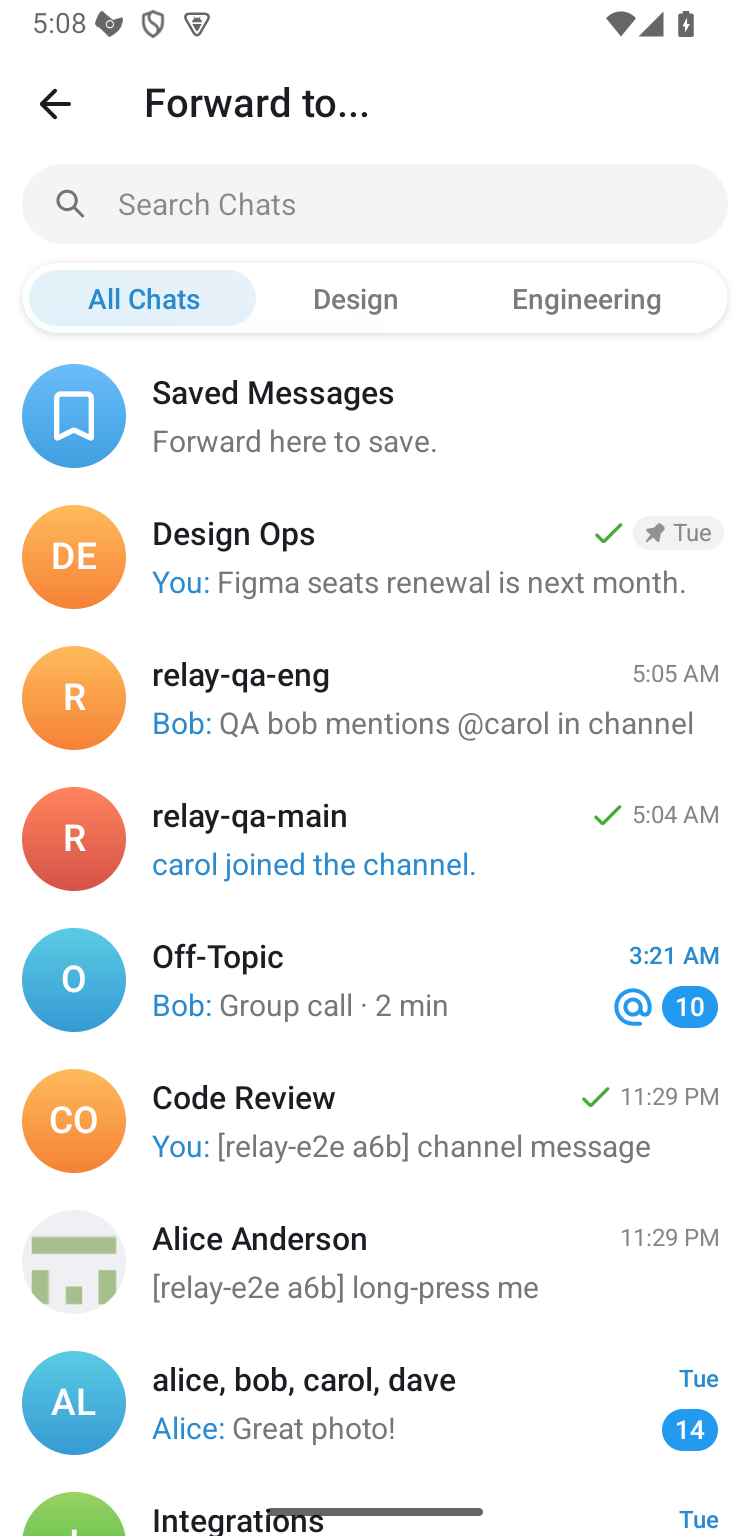 5:08
Forward to...
Search Chats
All Chats Design Engineering
Saved Messages
Forward here to save.
DE
Design Ops Tue
You: Figma seats renewal is next month.
R
relay-qa-eng 5:05 AM
Bob: QA bob mentions @carol in channel
R
relay-qa-main 5:04 AM
carol joined the channel.
O
Off-Topic 3:21 AM
Bob: Group call · 2 min @ 10
CO
Code Review 11:29 PM
You: [relay-e2e a6b] channel message
Alice Anderson 11:29 PM
[relay-e2e a6b] long-press me
AL
alice, bob, carol, dave Tue
Alice: Great photo! 14
Integrations Tue